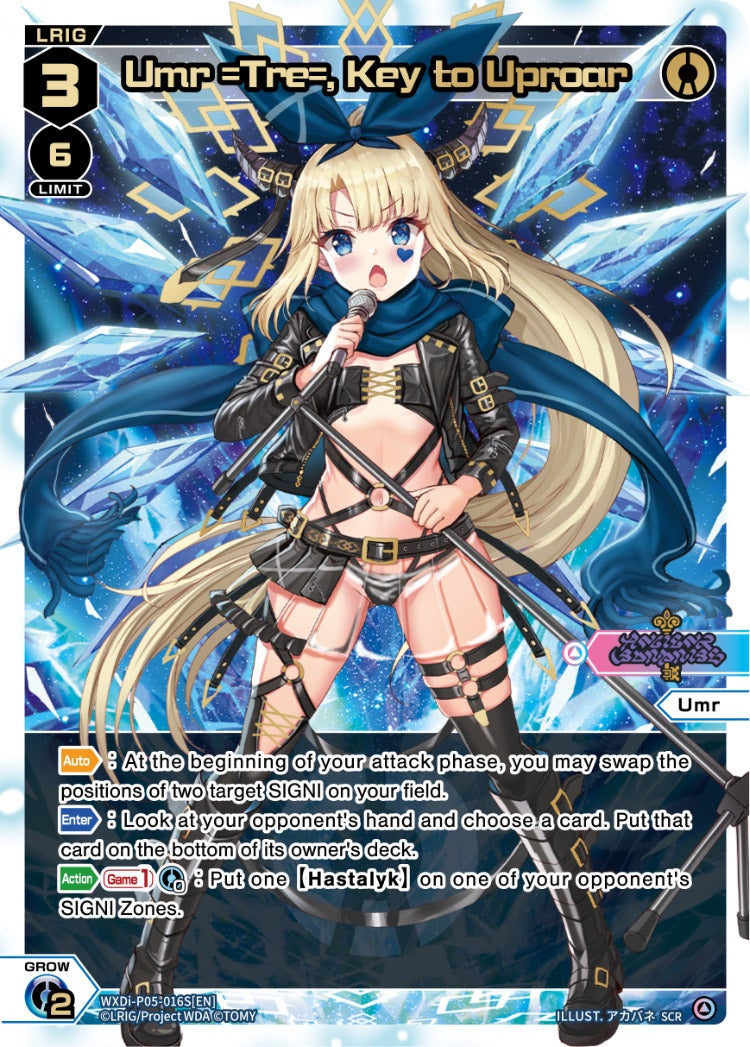 LRIG
3
Umr =Tre=, Key to Uproar
6
LIMIT
Umr
Auto : At the beginning of your attack phase, you may swap the
positions of two target SIGNI on your field.
Enter : Look at your opponent's hand and choose a card. Put that
card on the bottom of its owner's deck.
Action Game 1 0 : Put one 【Hastalyk】 on one of your opponent's
SIGNI Zones.
GROW
2
WXDi-P05-016S[EN]
©LRIG/Project WDA ©TOMY
ILLUST. アカバネ SCR